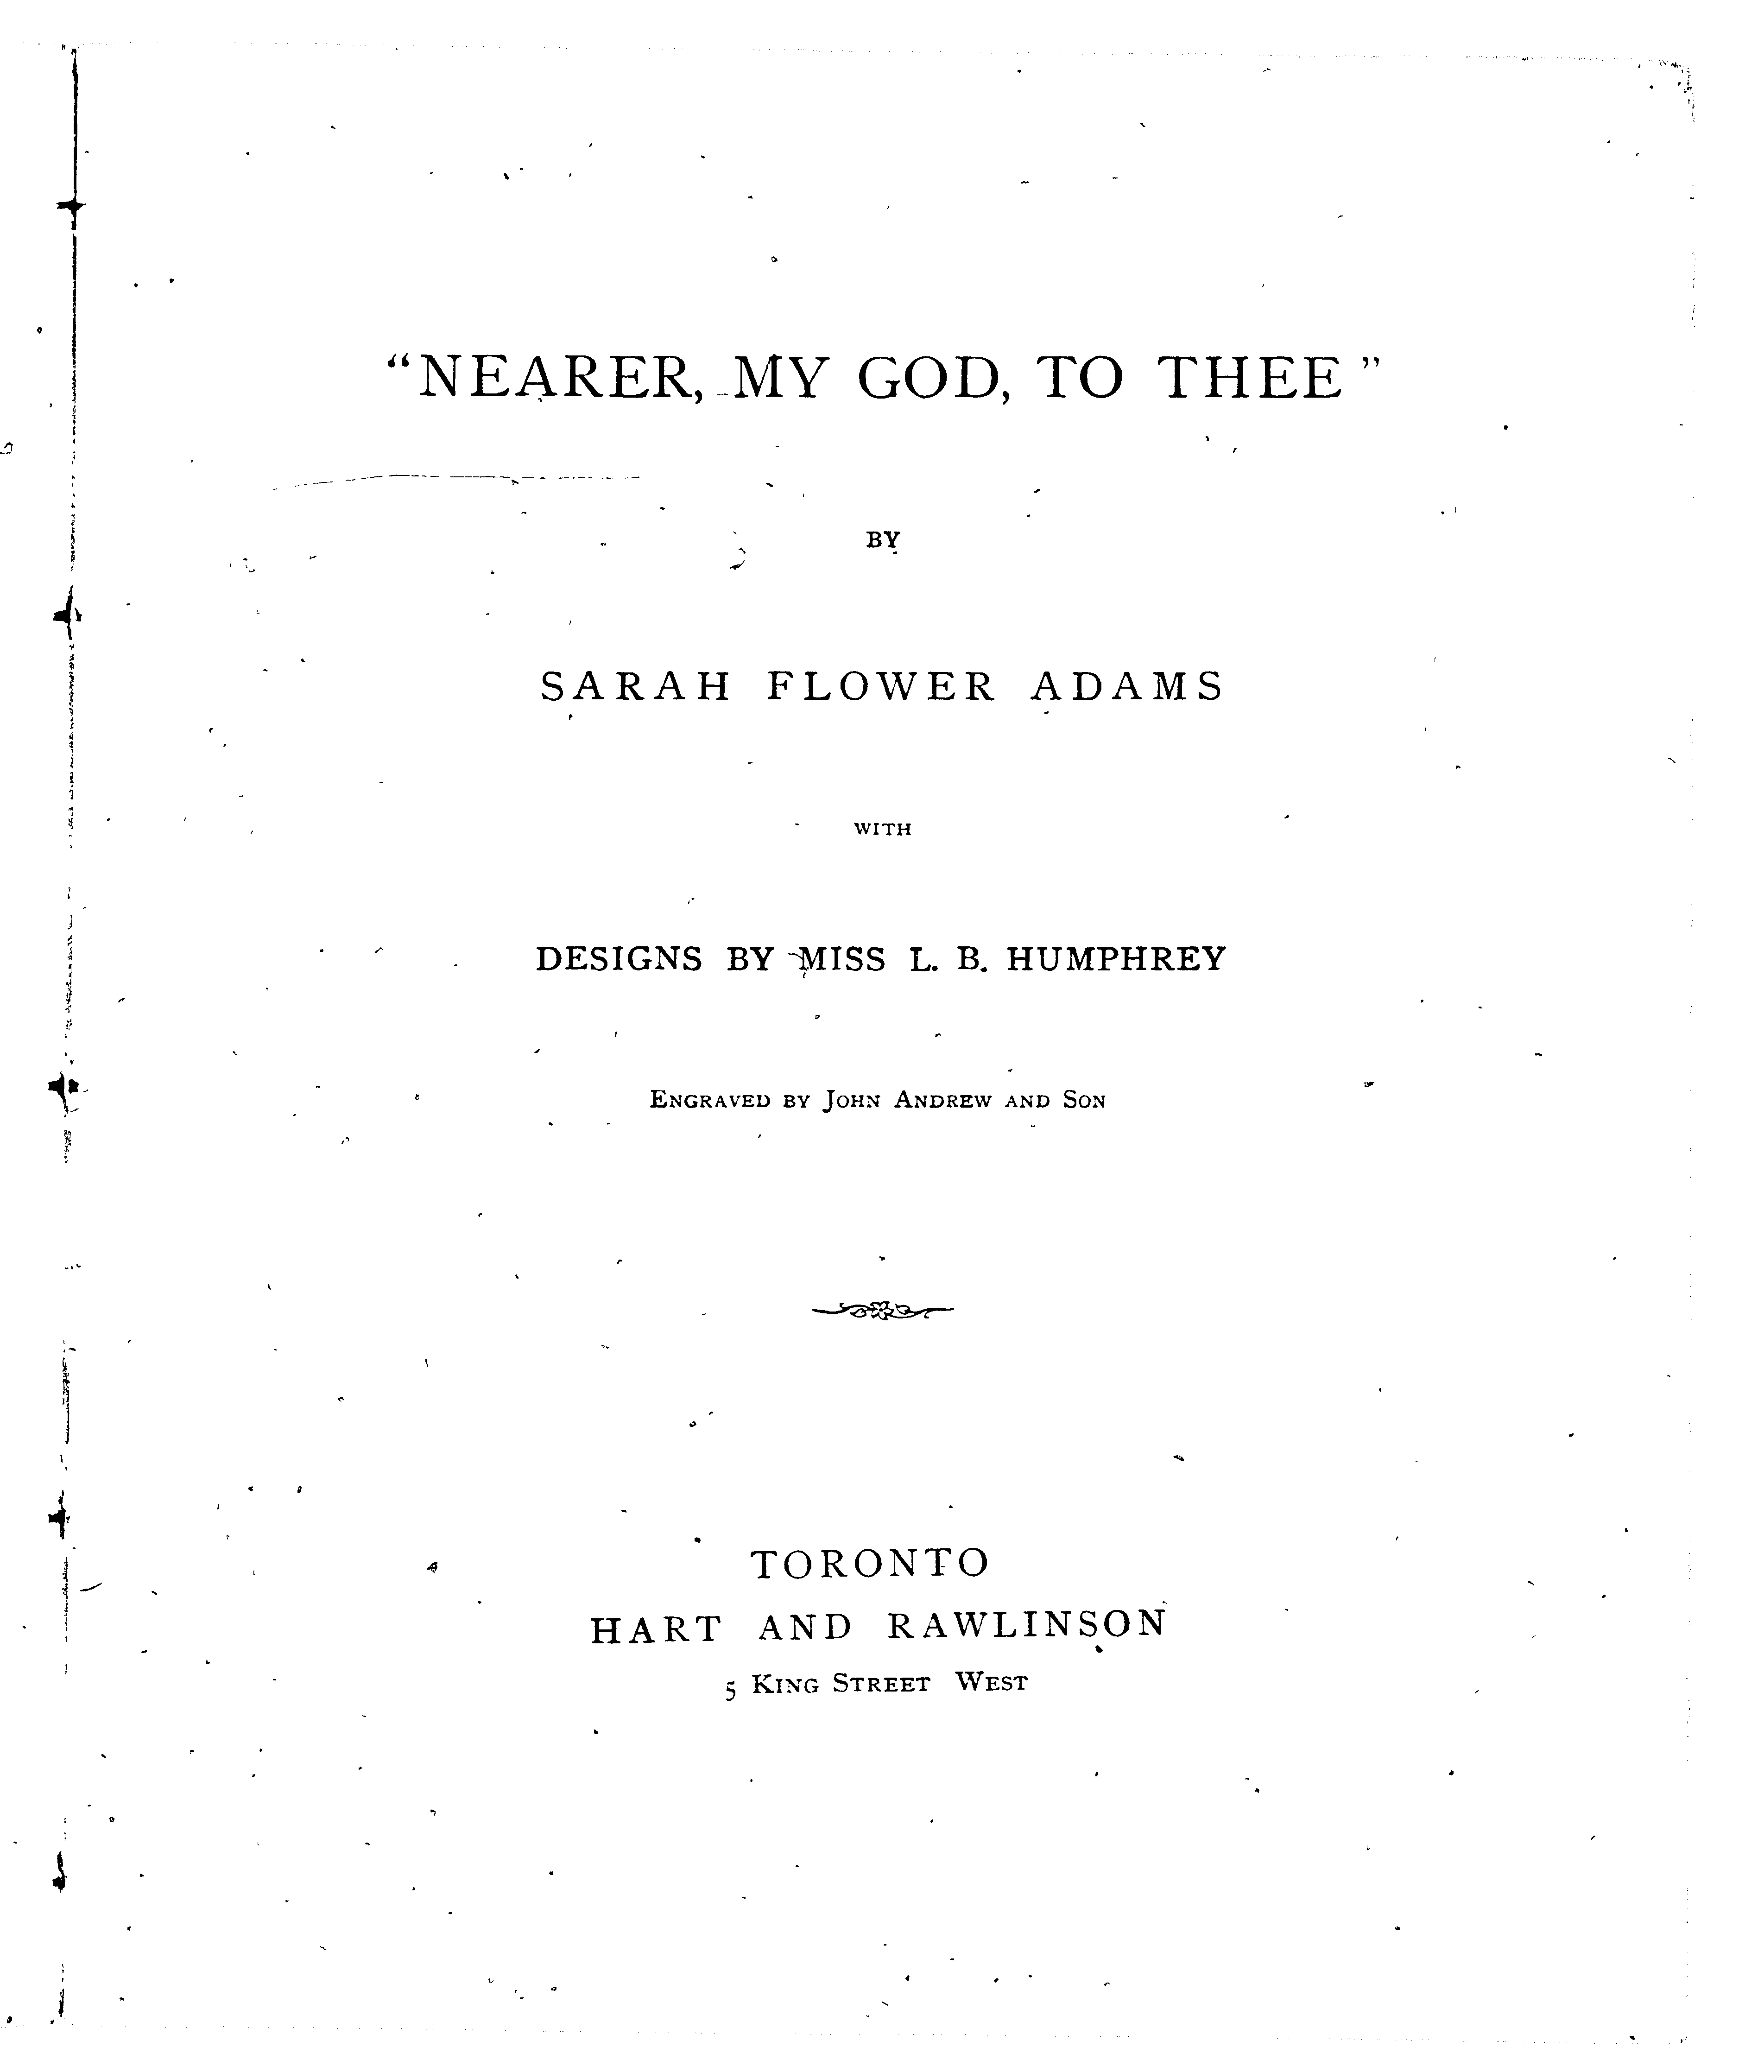 “NEARER, MY GOD, TO THEE”
BY
SARAH FLOWER ADAMS
WITH
DESIGNS BY MISS L. B. HUMPHREY
ENGRAVED BY JOHN ANDREW AND SON
TORONTO
HART AND RAWLINSON
5 KING STREET WEST